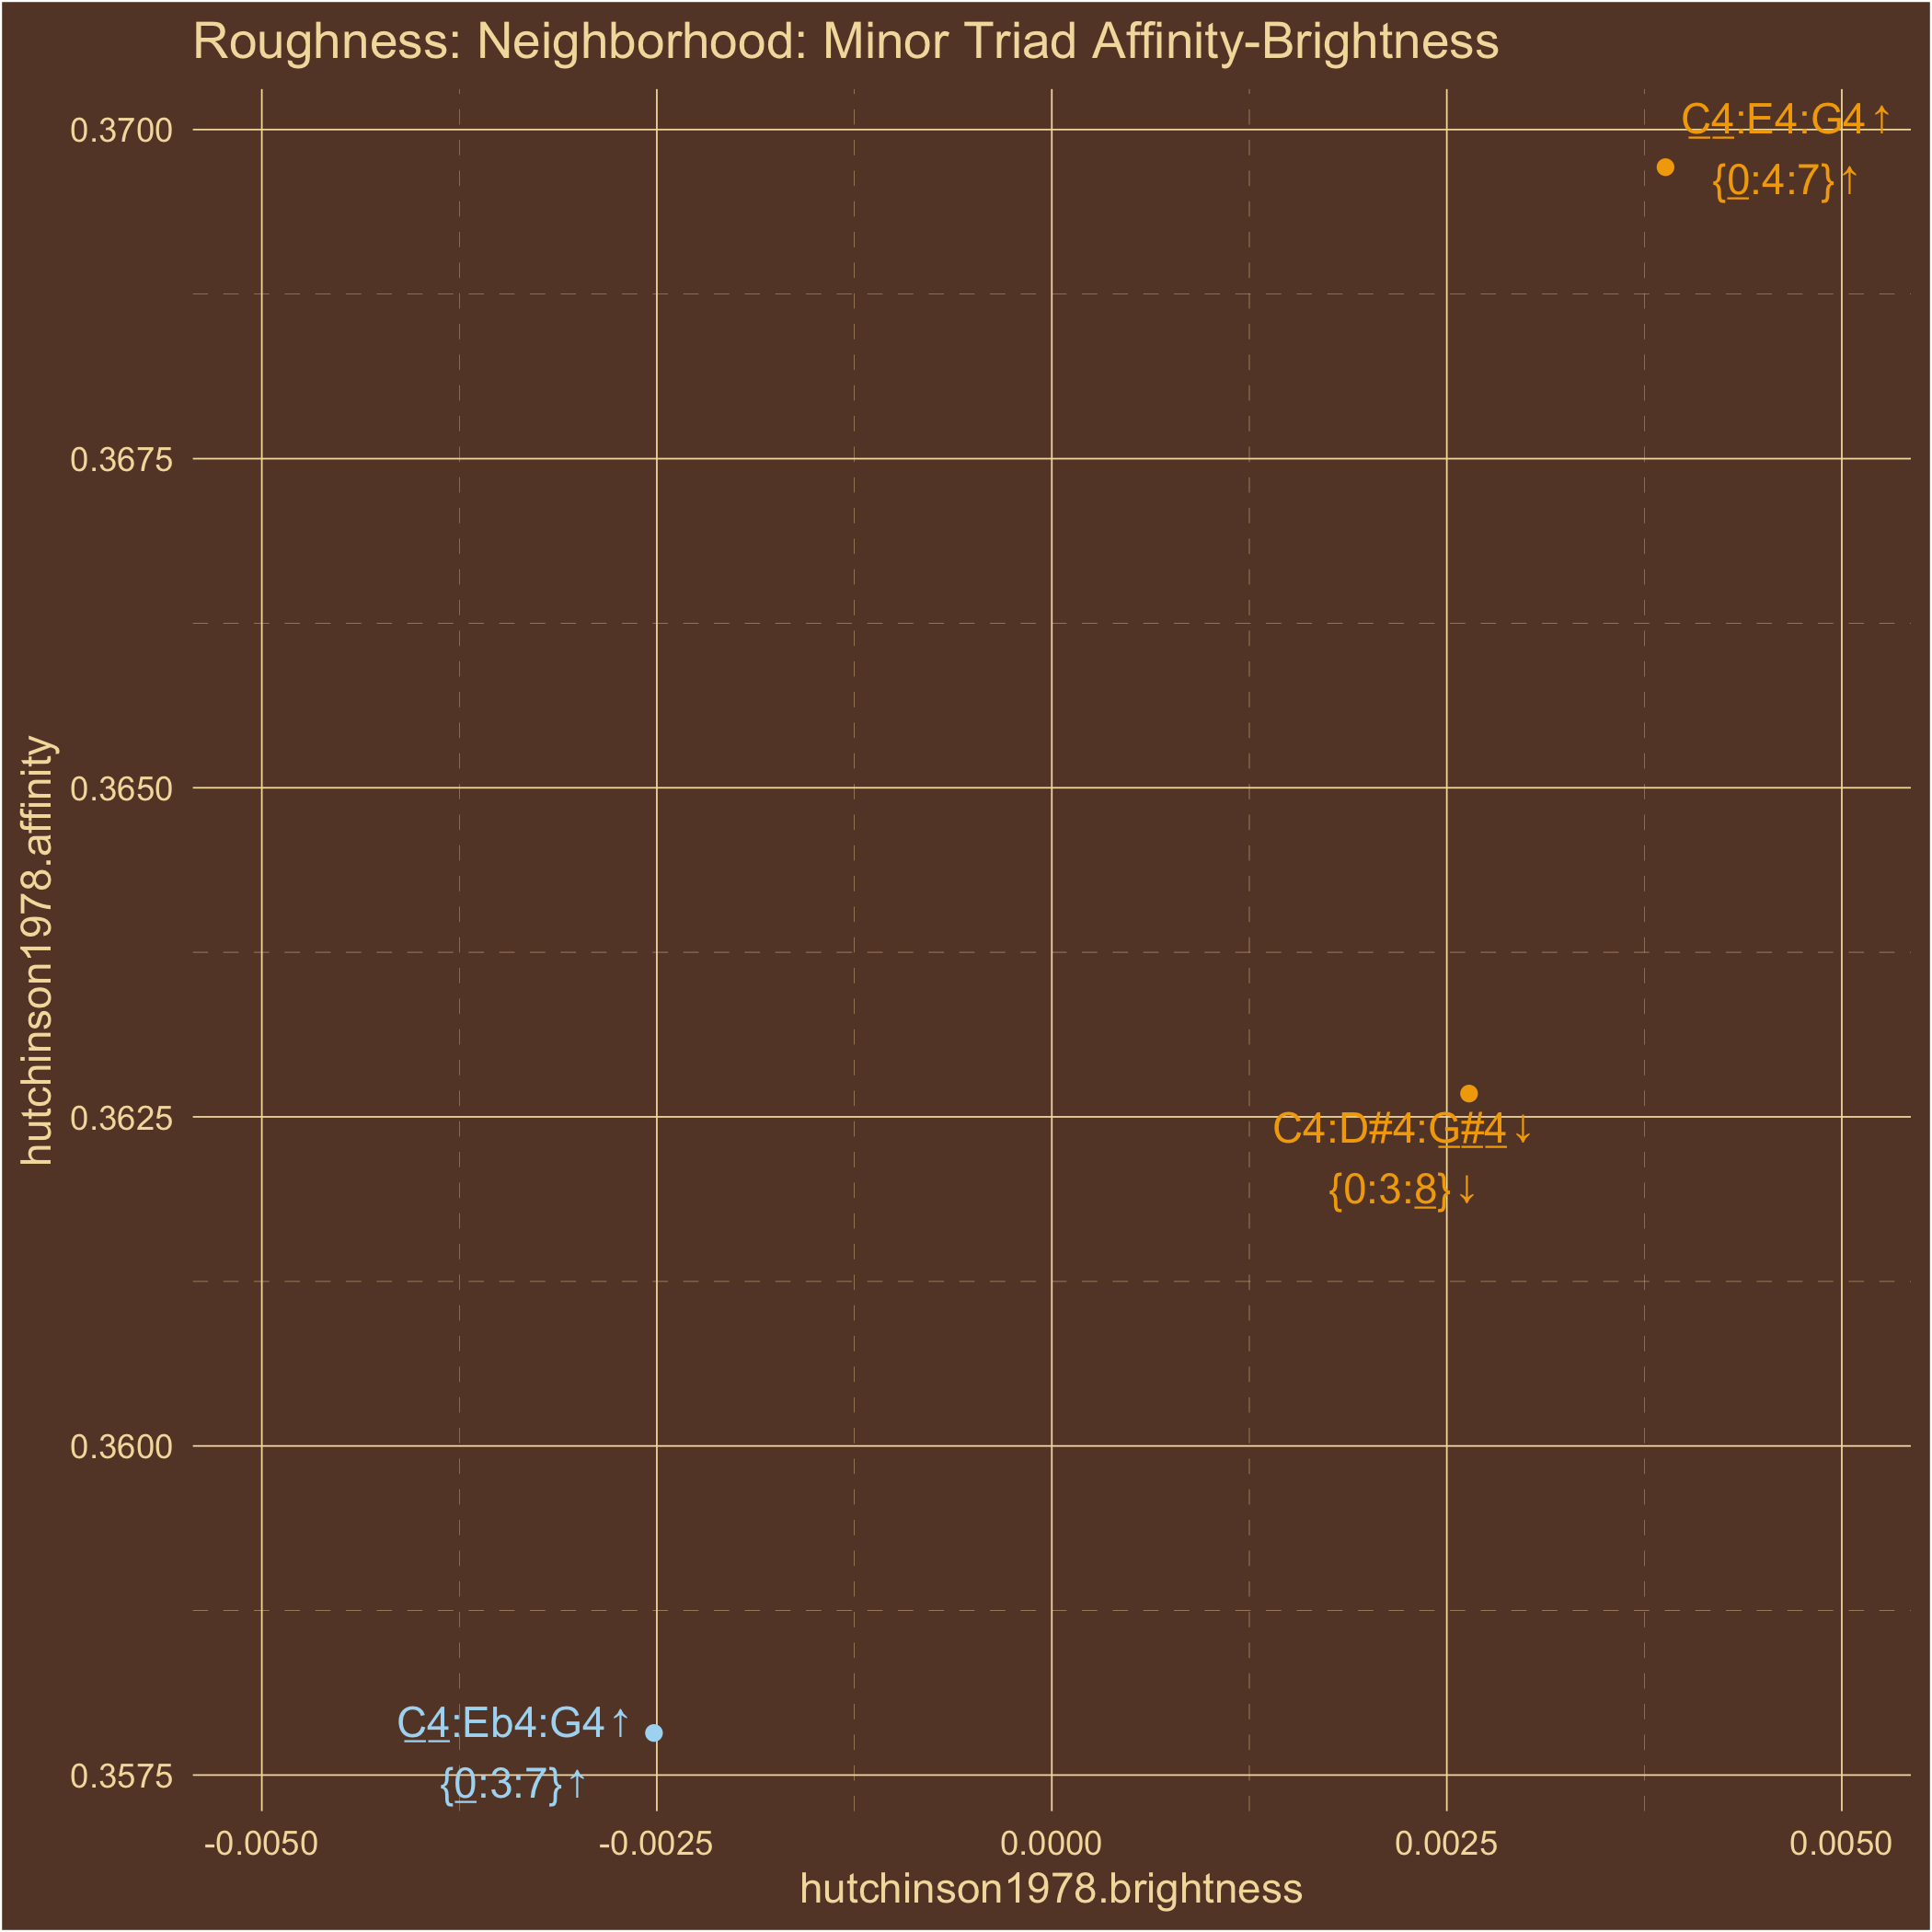 Roughness: Neighborhood: Minor Triad Affinity-Brightness
C4:E4:G4↑
{0:4:7}↑
C4:D#4:G#4↓
{0:3:8}↓
C4:Eb4:G4↑
{0:3:7}↑
0.3700
0.3675
0.3650
0.3625
0.3600
0.3575
hutchinson1978.affinity
-0.0050
-0.0025
0.0000
0.0025
0.0050
hutchinson1978.brightness